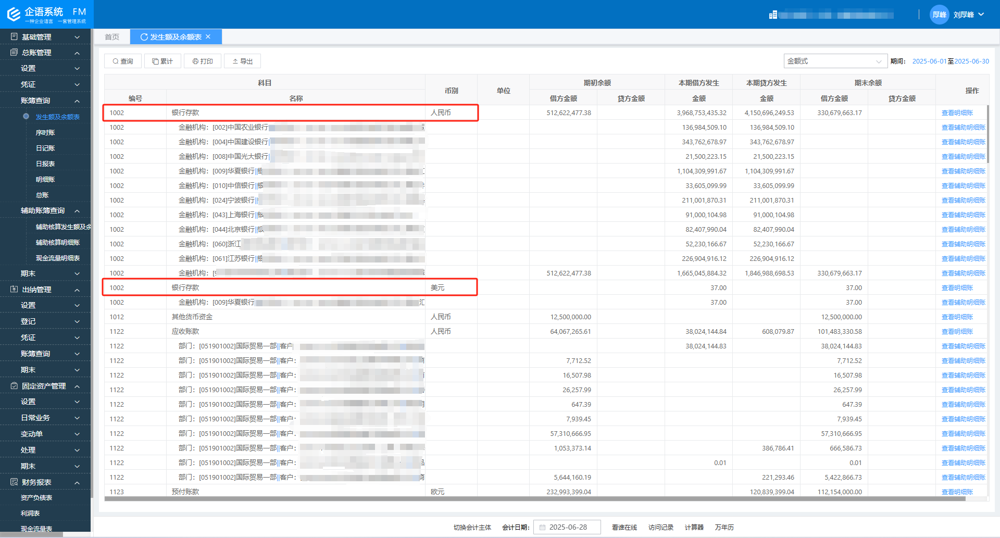 企语系统 FM
一种企业语言 一套管理系统
厚峰 刘厚峰
基础管理
总账管理
设置
凭证
账簿查询
发生额及余额表
序时账
日记账
日报表
明细账
总账
辅助账簿查询
辅助核算发生额及余
辅助核算明细账
现金流量明细表
期末
出纳管理
设置
登记
凭证
账簿查询
期末
固定资产管理
设置
日常业务
变动单
处理
期末
财务报表
资产负债表
利润表
现金流量表
首页 发生额及余额表 ×
查询 累计 打印 导出
金额式 期间: 2025-06-01至2025-06-30
科目 币别 单位 期初余额 本期借方发生 本期贷方发生 期末余额 操作
编号 名称 借方金额 贷方金额 金额 金额 借方金额 贷方金额
1002 银行存款 人民币 512,622,477.38 3,968,753,435.32 4,150,696,249.53 330,679,663.17 查看明细账
1002 金融机构: [002]中国农业银行 136,984,509.10 136,984,509.10 查看辅助明细账
1002 金融机构: [004]中国建设银行 343,762,678.97 343,762,678.97 查看辅助明细账
1002 金融机构: [008]中国光大银行 21,500,223.15 21,500,223.15 查看辅助明细账
1002 金融机构: [009]华夏银行||银 1,104,309,991.67 1,104,309,991.67 查看辅助明细账
1002 金融机构: [010]中信银行||银 33,605,099.99 33,605,099.99 查看辅助明细账
1002 金融机构: [024]宁波银行|| 211,001,870.31 211,001,870.31 查看辅助明细账
1002 金融机构: [043]上海银行||银 91,000,104.98 91,000,104.98 查看辅助明细账
1002 金融机构: [044]北京银行||银 82,407,990.04 82,407,990.04 查看辅助明细账
1002 金融机构: [060]浙江 52,230,166.67 52,230,166.67 查看辅助明细账
1002 金融机构: [061]江苏银行||银 226,904,916.12 226,904,916.12 查看辅助明细账
1002 金融机构: [9 512,622,477.38 1,665,045,884.32 1,846,988,698.53 330,679,663.17 查看辅助明细账
1002 银行存款 美元 37.00 37.00 查看明细账
1002 金融机构: [009]华夏银行 汇 37.00 37.00 查看辅助明细账
1012 其他货币资金 人民币 12,500,000.00 12,500,000.00 查看明细账
1122 应收账款 人民币 64,067,265.61 38,024,144.84 608,079.87 101,483,330.58 查看明细账
1122 部门: [051901002]国际贸易一部||客户 38,024,144.83 38,024,144.83 查看辅助明细账
1122 部门: [051901002]国际贸易一部||客户: 商 7,712.52 7,712.52 查看辅助明细账
1122 部门: [051901002]国际贸易一部||客户: 16,507.98 16,507.98 查看辅助明细账
1122 部门: [051901002]国际贸易一部||客户: 26,257.99 26,257.99 查看辅助明细账
1122 部门: [051901002]国际贸易一部||客户: 647.39 647.39 查看辅助明细账
1122 部门: [051901002]国际贸易一部||客户: 7,939.45 7,939.45 查看辅助明细账
1122 部门: [051901002]国际贸易一部||客户: 57,310,666.95 57,310,666.95 查看辅助明细账
1122 部门: [051901002]国际贸易一部||客户: 1,053,373.14 386,786.41 666,586.73 查看辅助明细账
1122 部门: [051901002]国际贸易一部||客户: 品 0.01 0.01 查看辅助明细账
1122 部门: [051901002]国际贸易一部||客户: 商 5,644,160.19 221,293.46 5,422,866.73 查看辅助明细账
1123 预付账款 欧元 232,993,399.04 120,839,399.04 112,154,000.00 查看明细账
切换会计主体 会计日期: 2025-06-28 看谁在线 访问记录 计算器 万年历